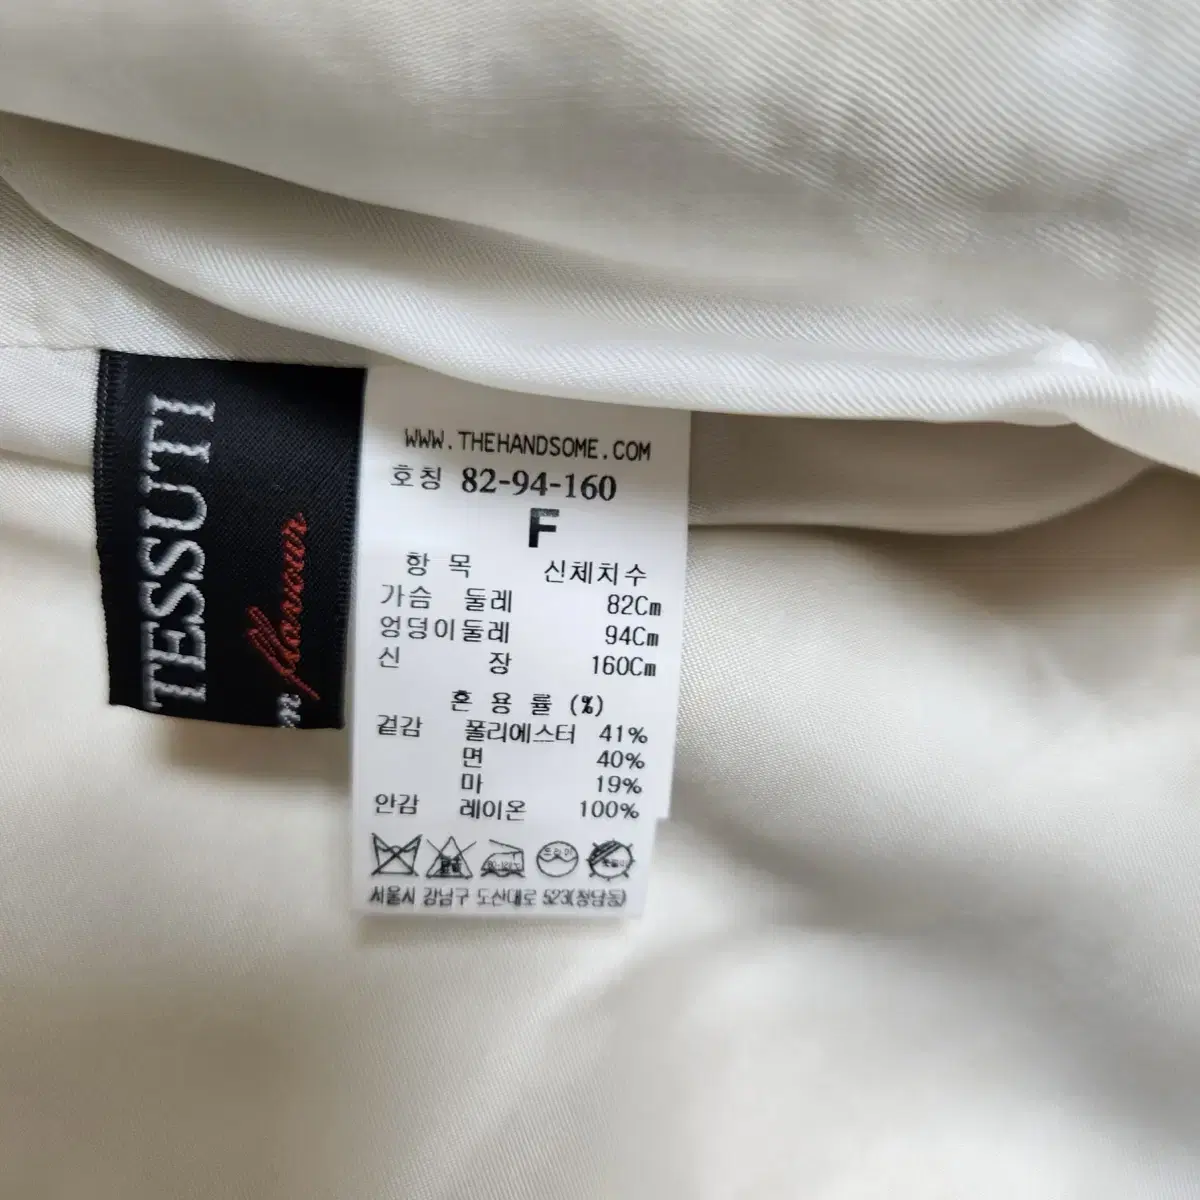 TESSUTI
WWW.THEHANDSOME.COM
호칭 82-94-160
F
항 목 신체치수
가슴 둘레 82Cm
엉덩이둘레 94Cm
신 장 160Cm
혼 용 률 (%)
겉감 폴리에스터 41%
면 40%
마 19%
안감 레이온 100%
드라이
서울시 강남구 도산대로 523(청담동)